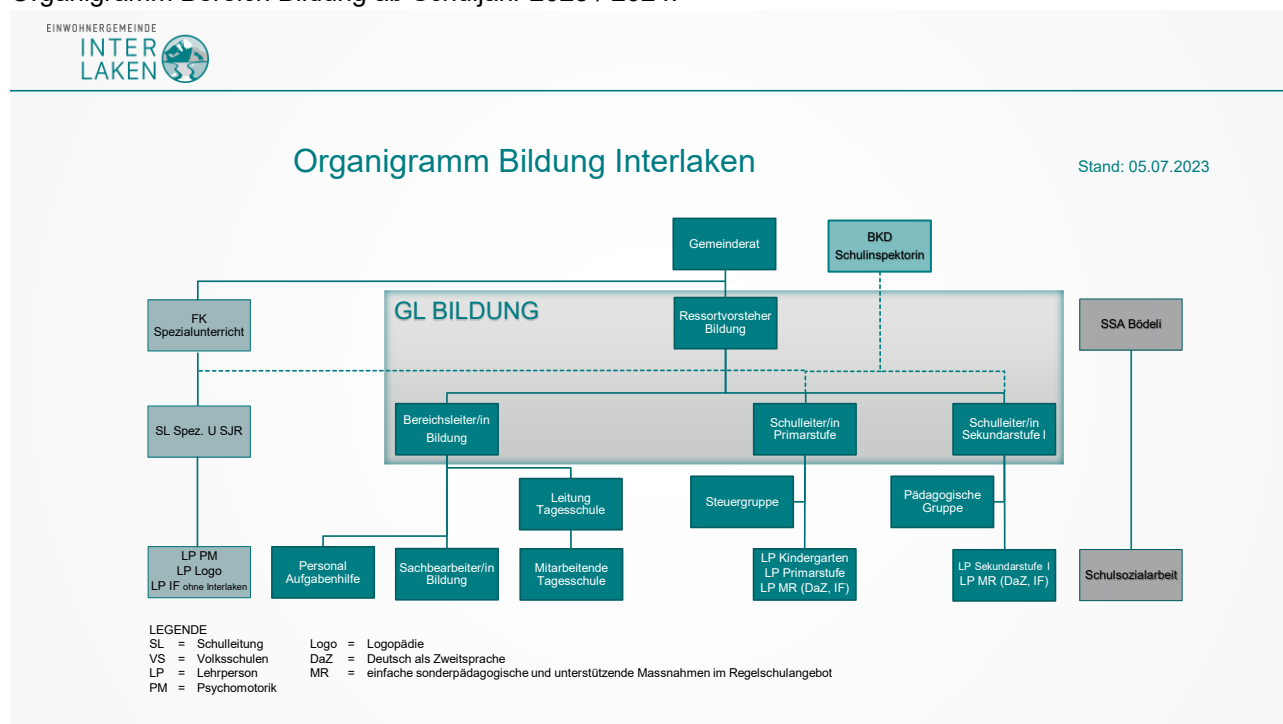 Organigramm Bereich Bildung ab Schuljahr 2023 / 2024:
EINWOHNERGEMEINDE
INTER
LAKEN
Organigramm Bildung Interlaken
Stand: 05.07.2023
Gemeinderat
BKD
Schulinspektorin
FK
Spezialunterricht
GL BILDUNG
Ressortvorsteher
Bildung
SSA Bödeli
SL Spez. U SJR
Bereichsleiter/in
Bildung
Schulleiter/in
Primarstufe
Schulleiter/in
Sekundarstufe I
Leitung
Tagesschule
Steuergruppe
Pädagogische
Gruppe
LP PM
LP Logo
LP IF ohne Interlaken
Personal
Aufgabenhilfe
Sachbearbeiter/in
Bildung
Mitarbeitende
Tagesschule
LP Kindergarten
LP Primarstufe
LP MR (DaZ, IF)
LP Sekundarstufe I
LP MR (DaZ, IF)
Schulsozialarbeit
LEGENDE
SL = Schulleitung Logo = Logopädie
VS = Volksschulen DaZ = Deutsch als Zweitsprache
LP = Lehrperson MR = einfache sonderpädagogische und unterstützende Massnahmen im Regelschulangebot
PM = Psychomotorik